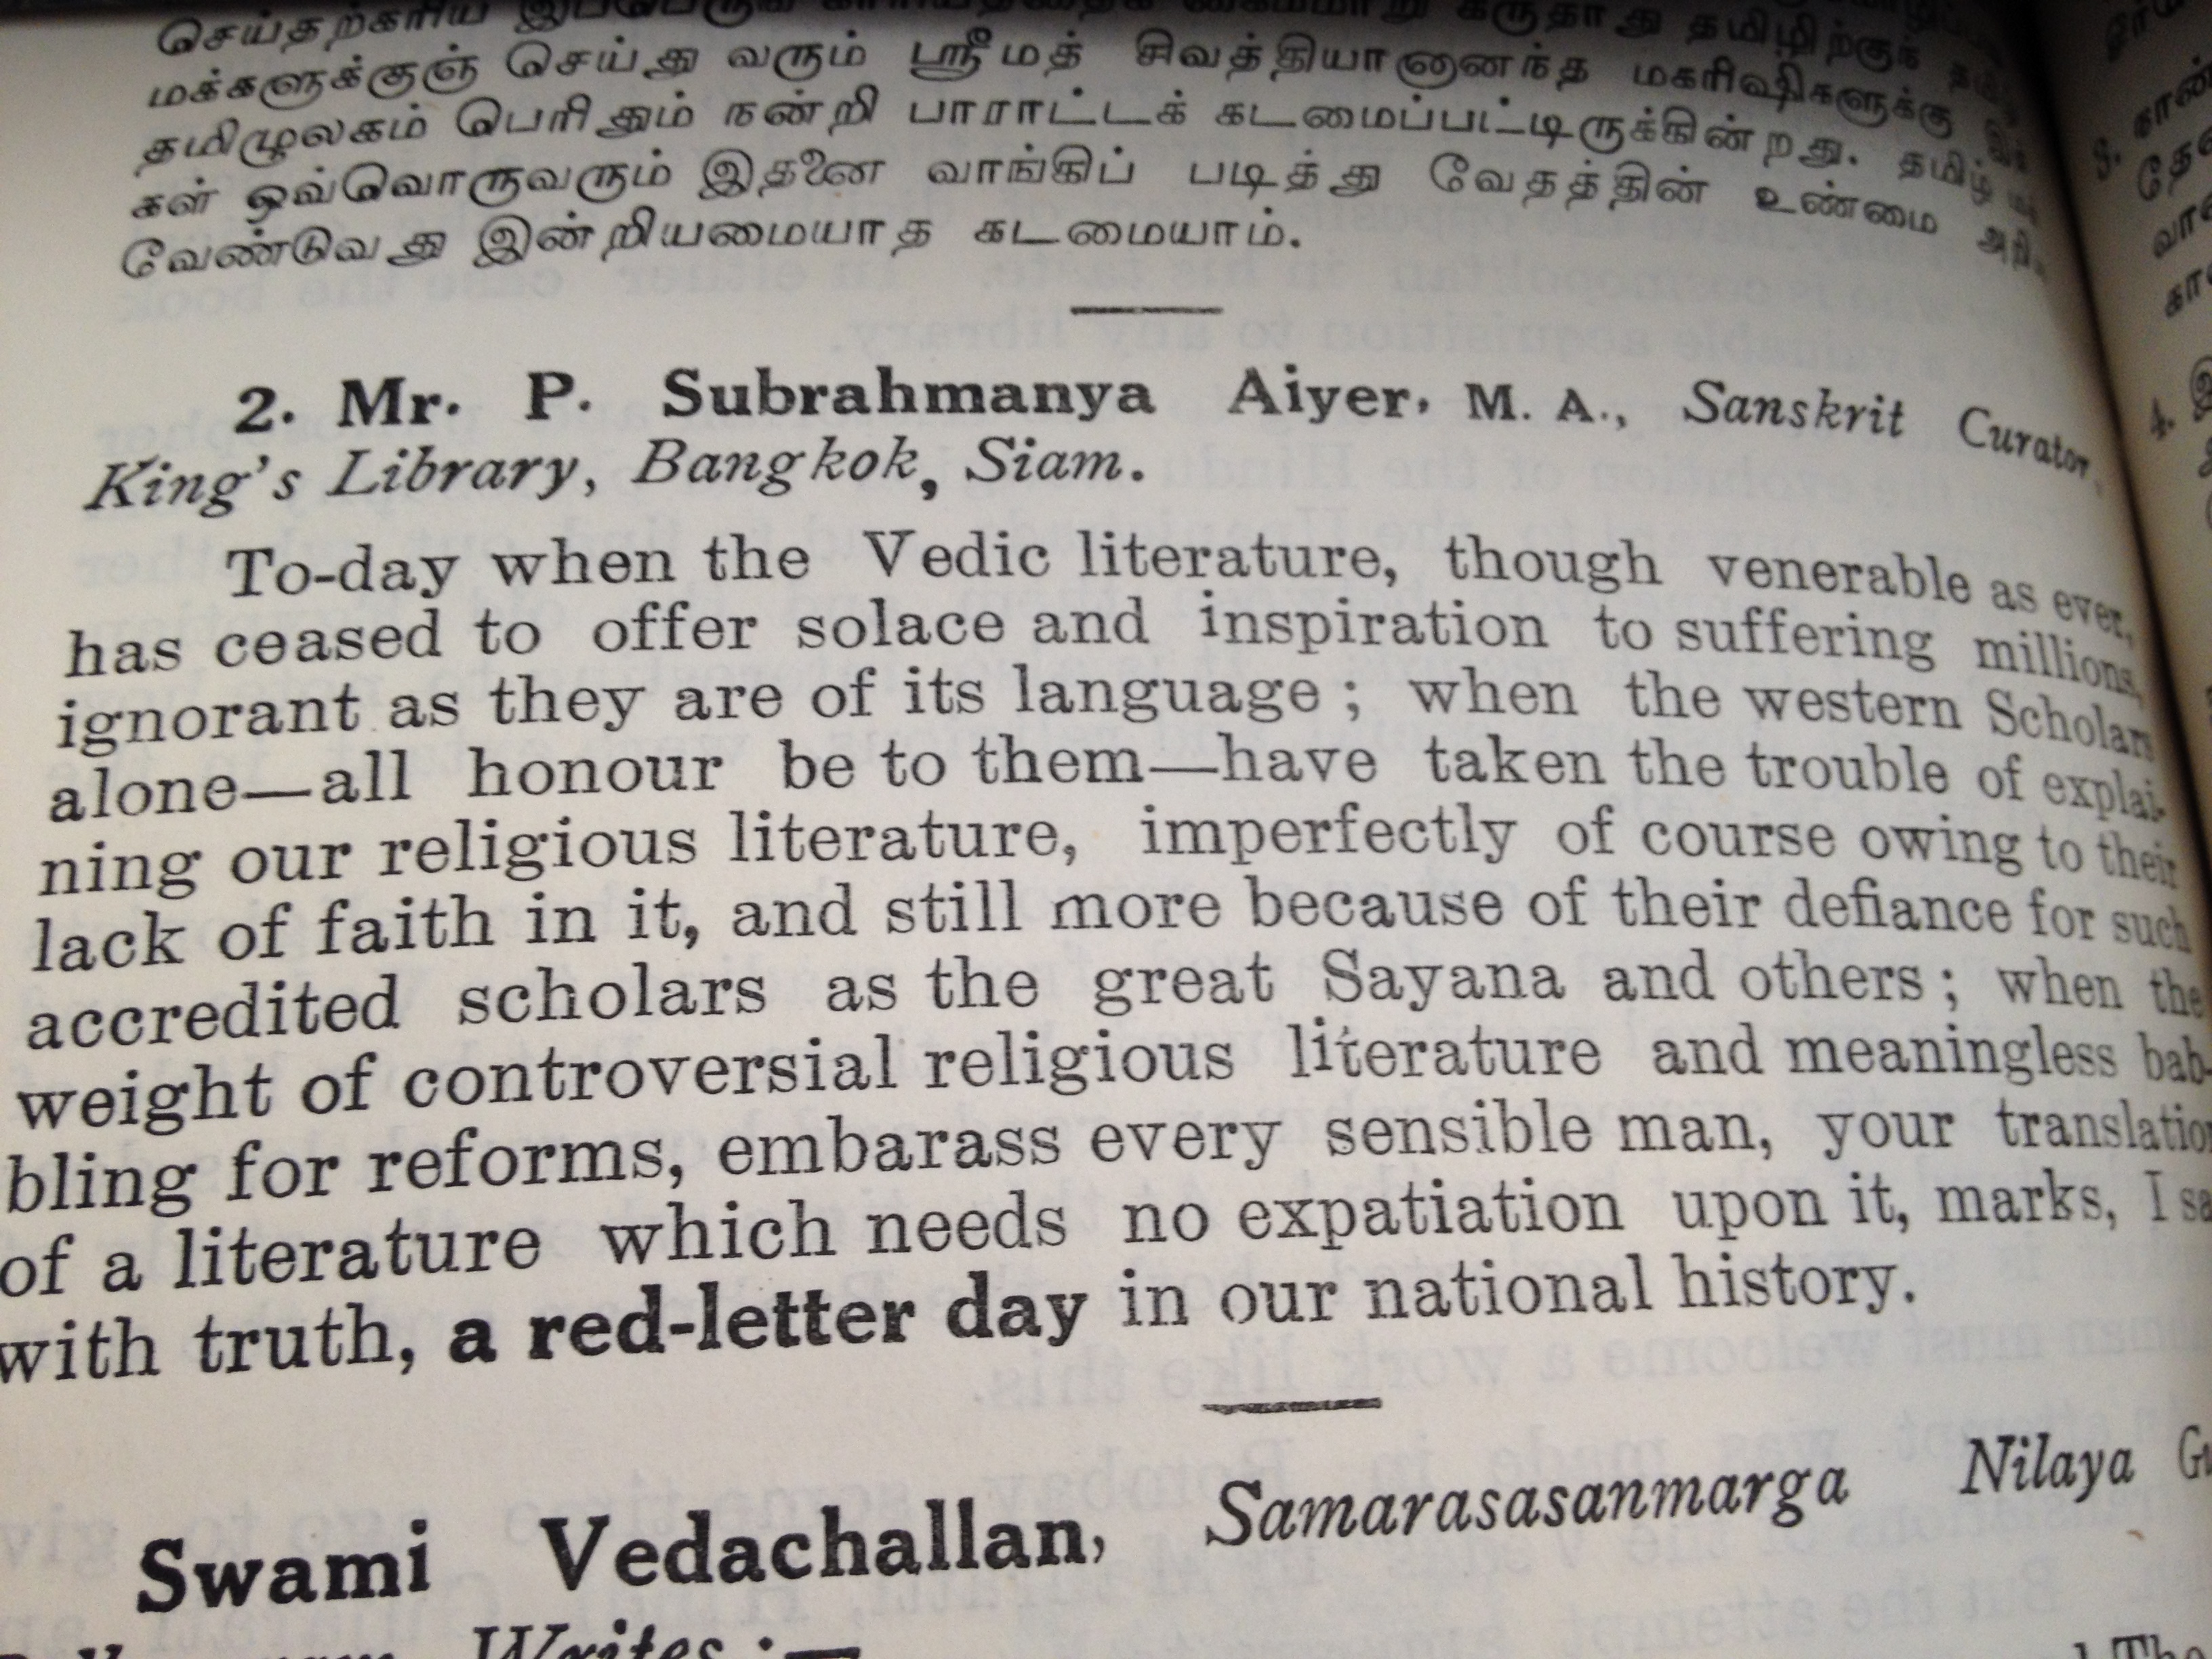 செய்தற்கரிய இப்பெருங் காரியத்தைக் கைம்மாறு கருதாது தமிழிற்குந்
மக்களுக்குஞ் செய்து வரும் ஸ்ரீமத் சிவத்தியானானந்த மகரிஷிகளுக்கு
தமிழுலகம் பெரிதும் நன்றி பாராட்டக் கடமைப்பட்டிருக்கின்றது. தமிழ்
கள் ஒவ்வொருவரும் இதனை வாங்கிப் படித்து வேதத்தின் உண்மை அறிய
வேண்டுவது இன்றியமையாத கடமையாம்.
2. Mr. P. Subrahmanya Aiyer, M. A., Sanskrit Curator,
King's Library, Bangkok, Siam.
To-day when the Vedic literature, though venerable as ever,
has ceased to offer solace and inspiration to suffering millions,
ignorant as they are of its language ; when the western Scholars
alone—all honour be to them—have taken the trouble of explai-
ning our religious literature, imperfectly of course owing to their
lack of faith in it, and still more because of their defiance for such
accredited scholars as the great Sayana and others ; when the
weight of controversial religious literature and meaningless bab-
bling for reforms, embarass every sensible man, your translation
of a literature which needs no expatiation upon it, marks, I
with truth, a red-letter day in our national history.
Swami Vedachallan, Samarasasanmarga Nilaya
Writes :—